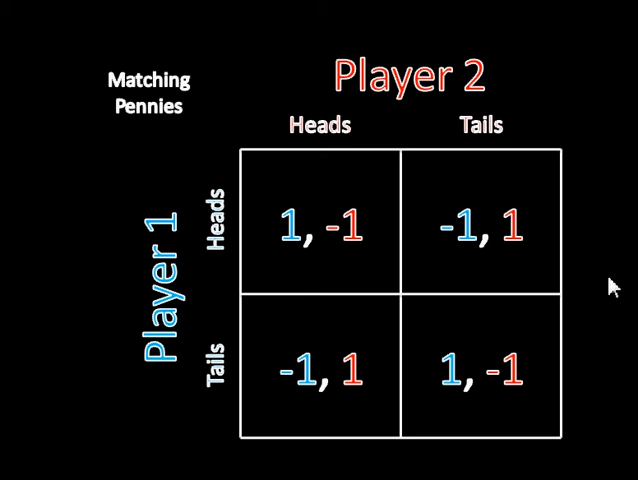 Matching
Pennies
Player 2
Heads
Tails
Player 1
Heads
1, -1
-1, 1
Tails
-1, 1
1, -1